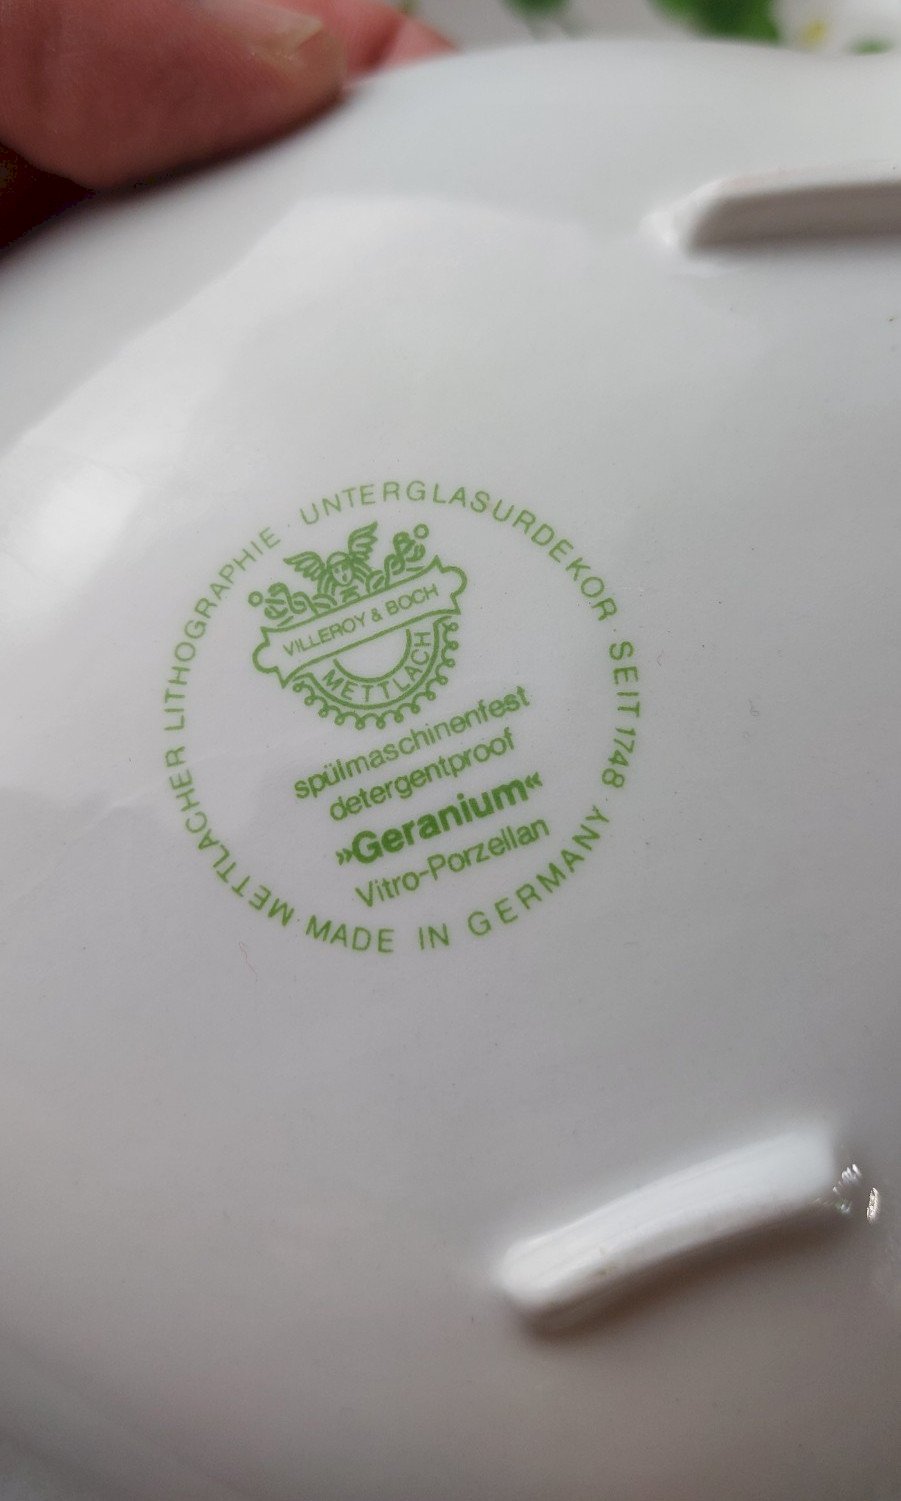 METTLACHER LITHOGRAPHIE · UNTERGLASURDEKOR · SEIT 1748 ·
MADE IN GERMANY ·
VILLEROY & BOCH
METTLACH
spülmaschinenfest
detergentproof
»Geranium«
Vitro-Porzellan